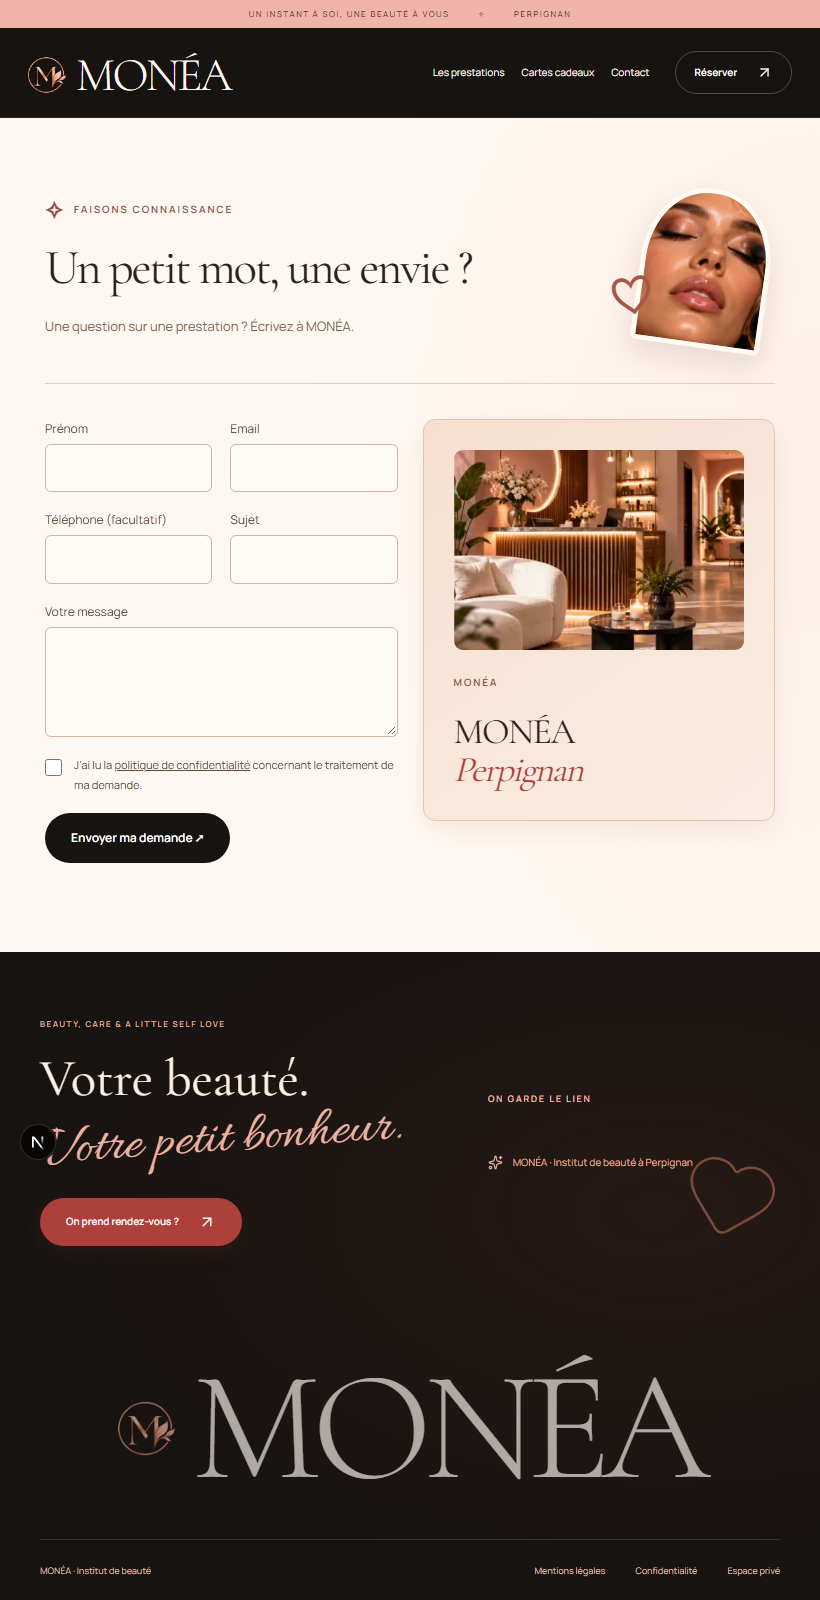 UN INSTANT À SOI, UNE BEAUTÉ À VOUS ✧ PERPIGNAN
M MONÉA
Les prestations Cartes cadeaux Contact Réserver
FAISONS CONNAISSANCE
Un petit mot, une envie ?
Une question sur une prestation ? Écrivez à MONÉA.
Prénom Email
Téléphone (facultatif) Sujet
Votre message
J'ai lu la politique de confidentialité concernant le traitement de
ma demande.
Envoyer ma demande ↗
MONÉA
MONÉA
Perpignan
BEAUTY, CARE & A LITTLE SELF LOVE
Votre beauté.
Votre petit bonheur.
N
On prend rendez-vous ?
ON GARDE LE LIEN
MONÉA · Institut de beauté à Perpignan
M MONÉA
MONÉA · Institut de beauté
Mentions légales Confidentialité Espace privé